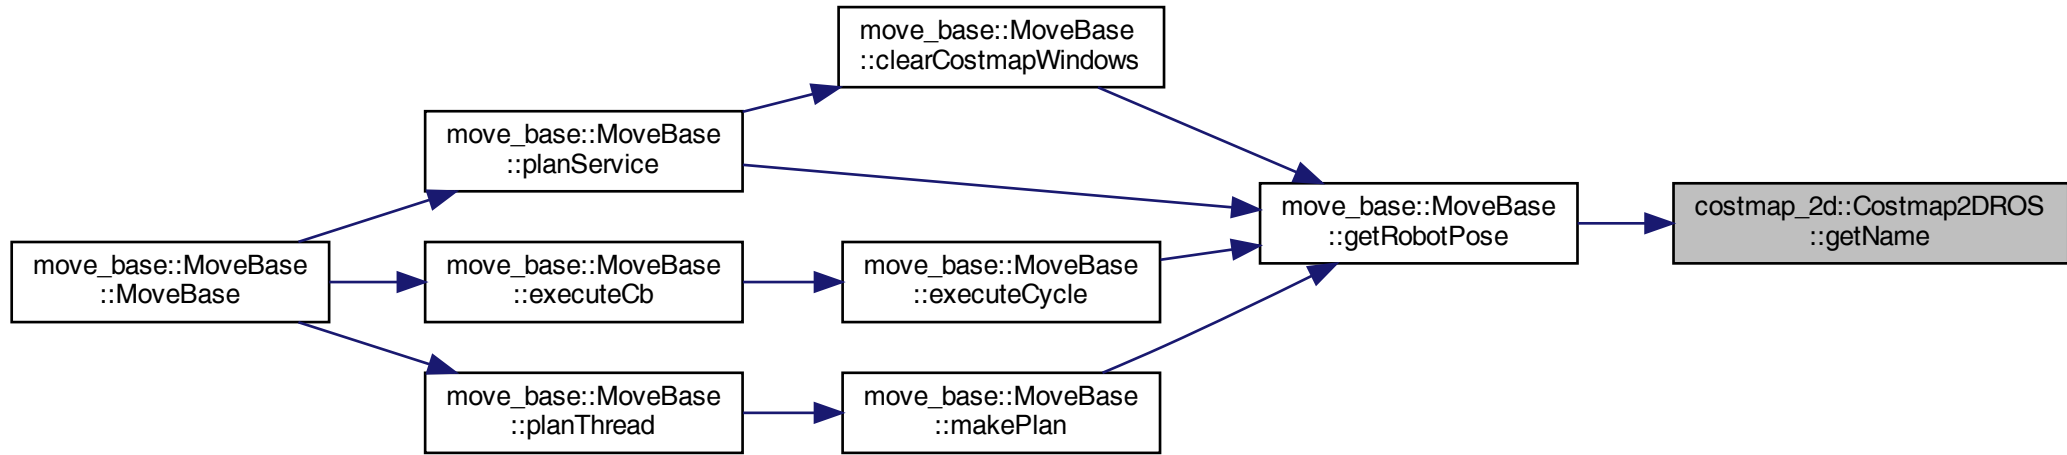 move_base::MoveBase
::clearCostmapWindows
move_base::MoveBase
::planService
move_base::MoveBase
::getRobotPose
costmap_2d::Costmap2DROS
::getName
move_base::MoveBase
::MoveBase
move_base::MoveBase
::executeCb
move_base::MoveBase
::executeCycle
move_base::MoveBase
::planThread
move_base::MoveBase
::makePlan